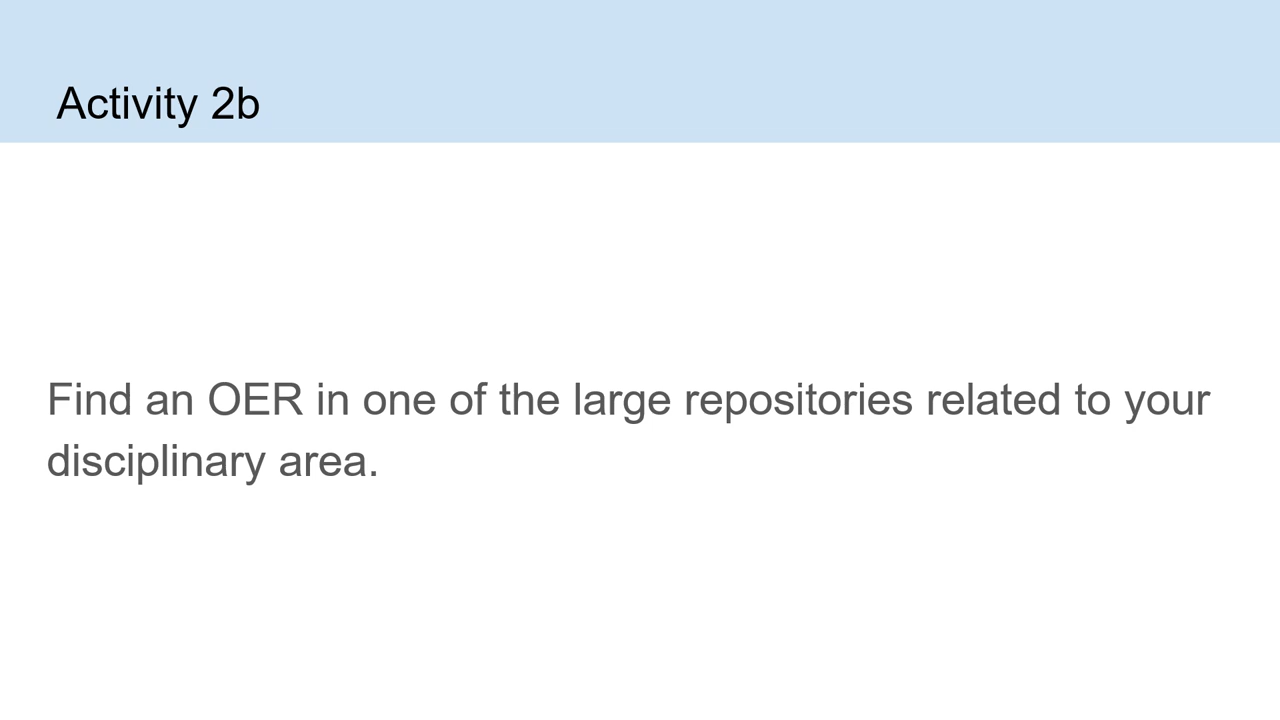 Activity 2b
Find an OER in one of the large repositories related to your
disciplinary area.